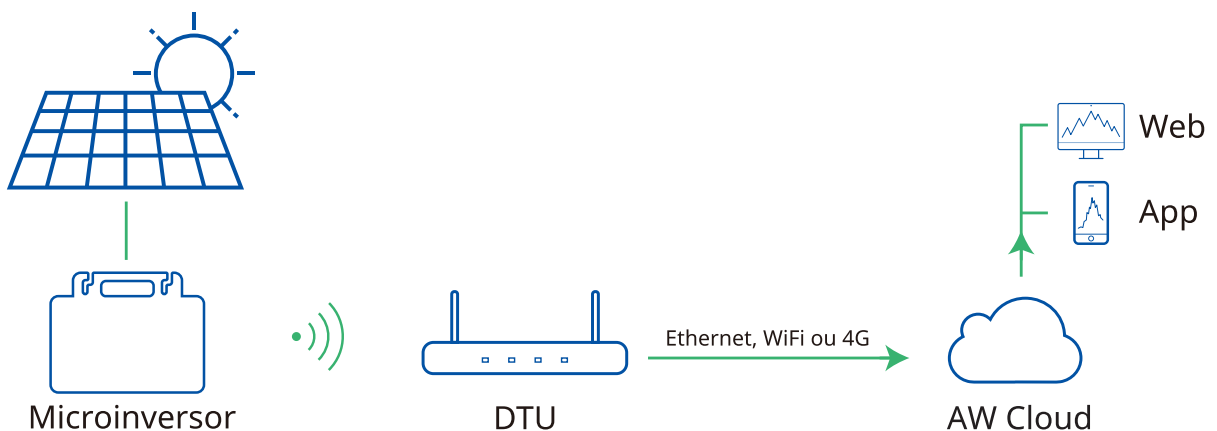 Web
App
Ethernet, WiFi ou 4G
Microinversor
DTU
AW Cloud